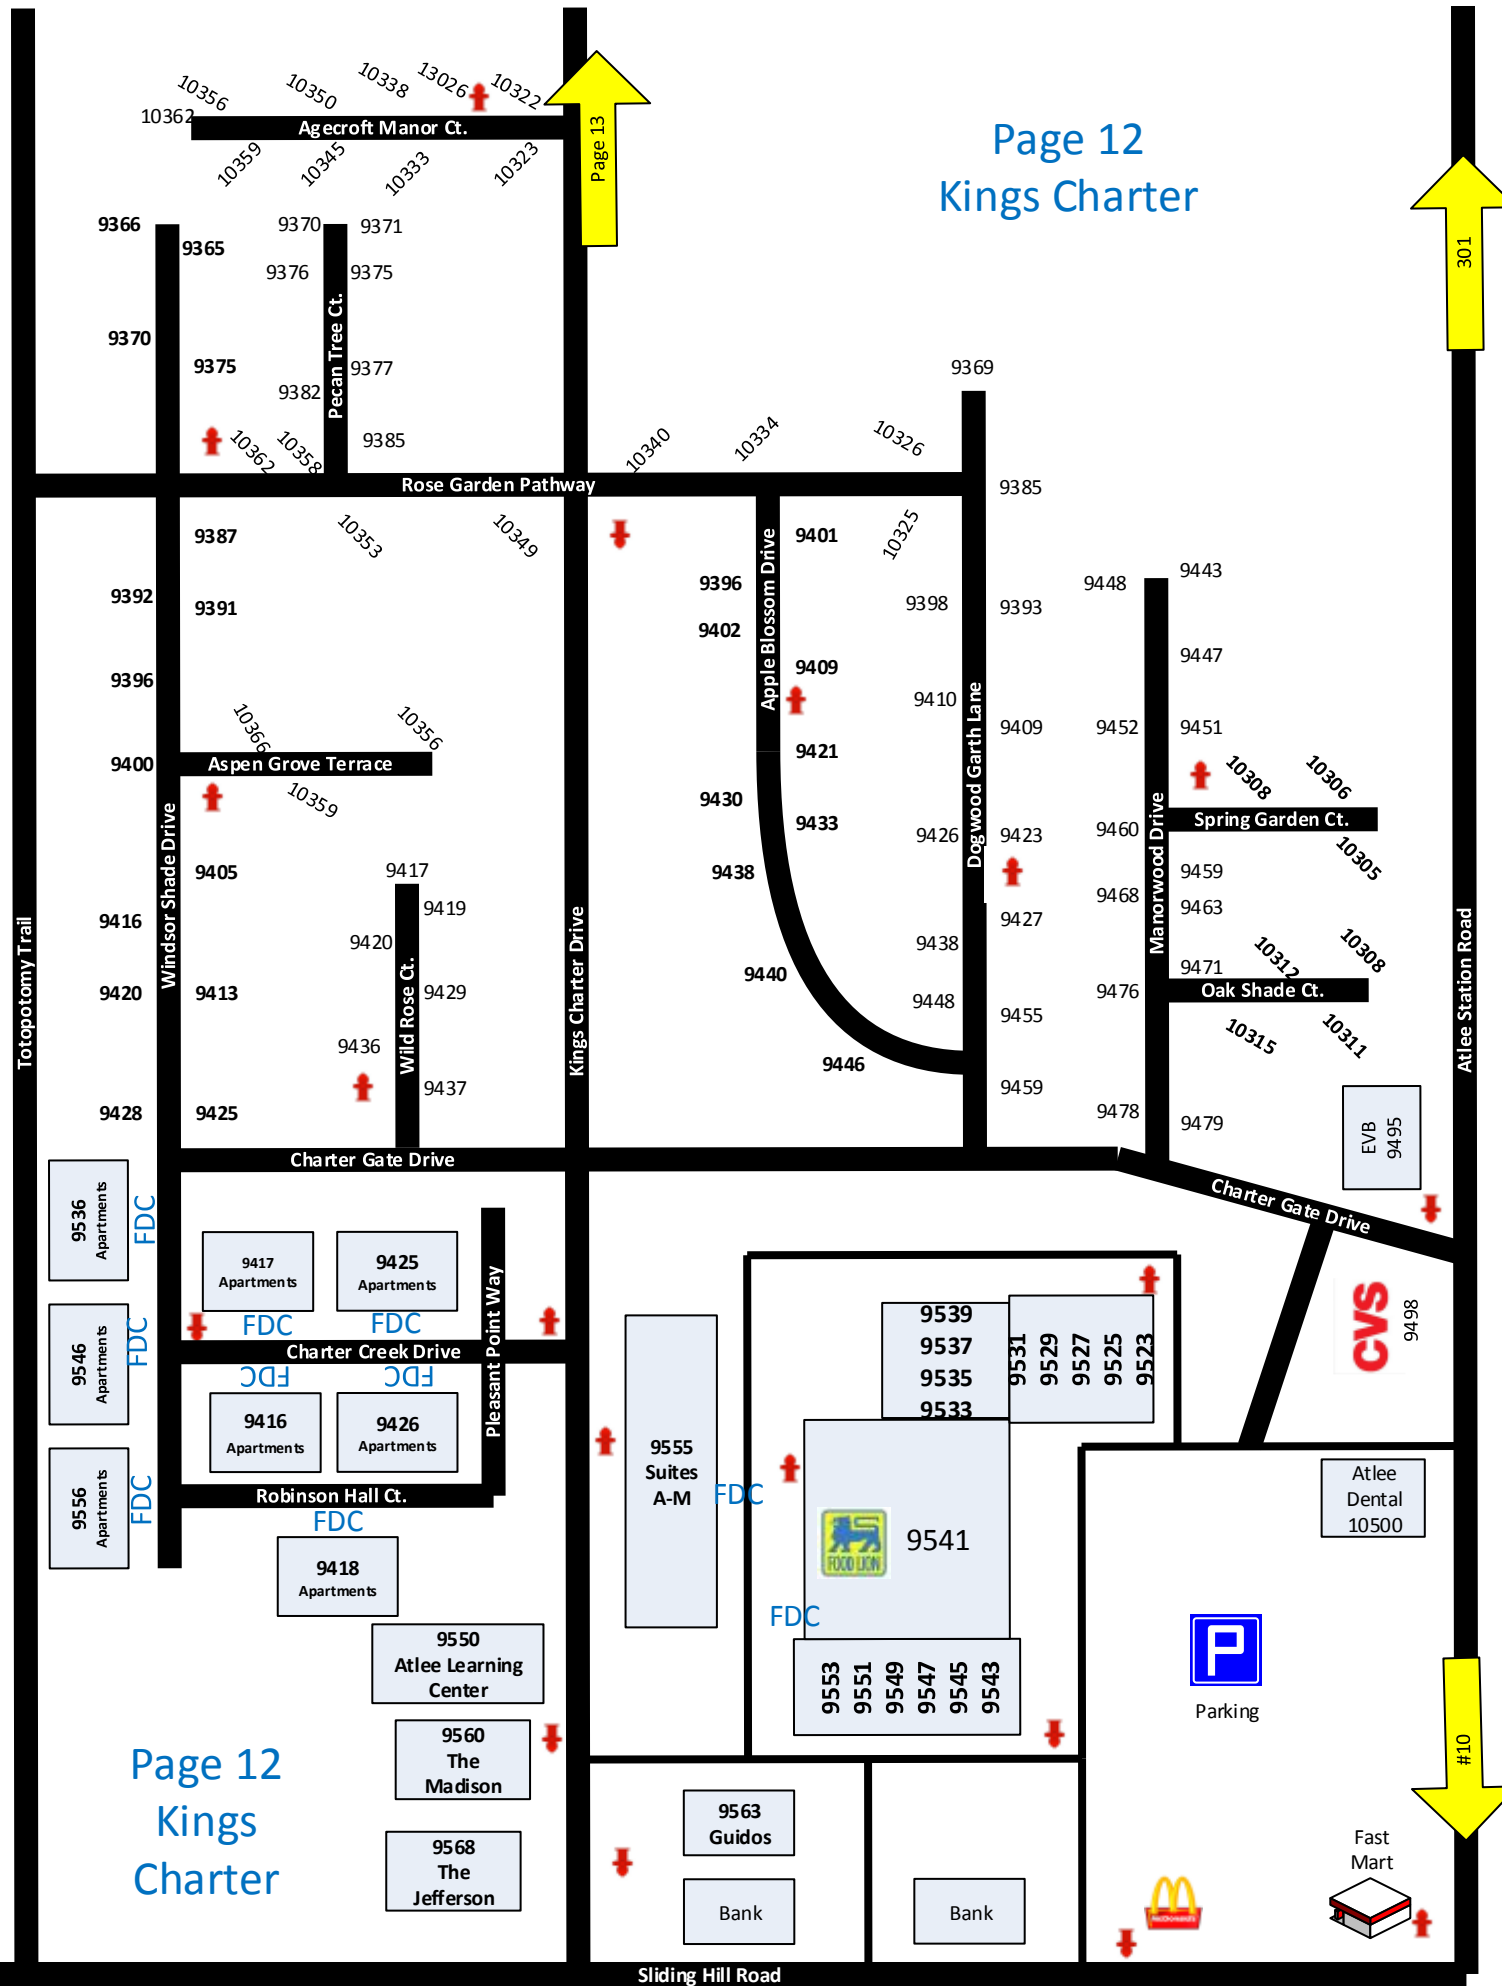 10356
10350
10338
13026
10322
10362
Agecroft Manor Ct.
10359
10345
10333
10323
Page 13
Page 12
Kings Charter
301
9366
9365
9370
9371
9376
9375
9370
9375
Pecan Tree Ct.
9377
9382
9385
10362
10358
9369
10340
10334
10326
Rose Garden Pathway
9385
9387
10353
10349
9401
10325
9392
9391
9396
9402
Apple Blossom Drive
9398
9393
9448
9443
9447
9396
9409
9410
9409
9452
9451
10366
10356
9400
Aspen Grove Terrace
10359
9421
9430
9433
Dogwood Garth Lane
9426
9423
9460
10308
10306
Spring Garden Ct.
10305
Windsor Shade Drive
9405
9417
9438
Manorwood Drive
9459
9468
9463
9416
9419
9420
9427
9438
9420
9413
Wild Rose Ct.
9429
9440
9448
9455
9471
10312
10308
9476
Oak Shade Ct.
10315
10311
Totopotomy Trail
Kings Charter Drive
Atlee Station Road
9436
9437
9446
9459
9428
9425
9478
9479
EVB
9495
Charter Gate Drive
Charter Gate Drive
9536
Apartments
FDC
9417
Apartments
9425
Apartments
FDC
FDC
Pleasant Point Way
9546
Apartments
FDC
Charter Creek Drive
FDC
FDC
9416
Apartments
9426
Apartments
9556
Apartments
FDC
Robinson Hall Ct.
FDC
9418
Apartments
9539
9537
9535
9533
9531
9529
9527
9525
9523
CVS
9498
9555
Suites
A-M
FDC
FOOD LION
9541
FDC
9553
9551
9549
9547
9545
9543
Atlee
Dental
10500
P
Parking
9550
Atlee Learning
Center
9560
The
Madison
9568
The
Jefferson
Page 12
Kings
Charter
9563
Guidos
Bank
Bank
#10
Fast
Mart
McDonald's
Sliding Hill Road